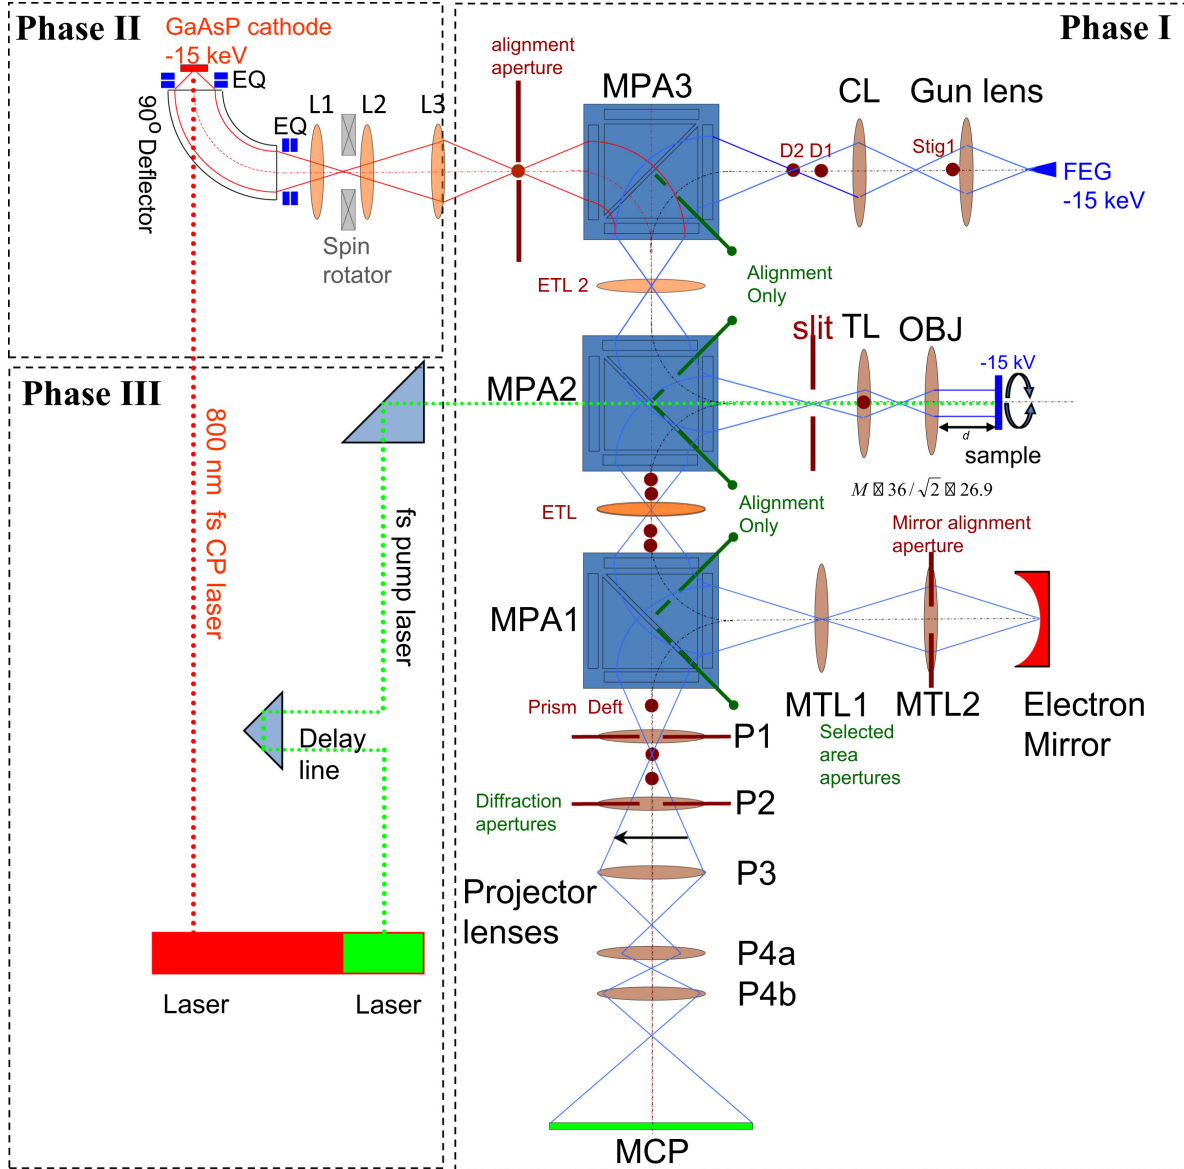 Phase II
GaAsP cathode
-15 keV
EQ
90° Deflector
EQ
L1
L2
L3
Spin
rotator
Phase I
alignment
aperture
MPA3
CL
Gun lens
D2 D1
Stig1
FEG
-15 keV
ETL 2
Alignment
Only
MPA2
slit
TL
OBJ
-15 kV
d
sample
M 36/√2 26.9
ETL
Alignment
Only
Mirror alignment
aperture
MPA1
MTL1
MTL2
Electron
Mirror
Selected
area
apertures
Prism Deft
P1
Diffraction
apertures
P2
P3
Projector
lenses
P4a
P4b
MCP
Phase III
800 nm fs CP laser
fs pump laser
Delay
line
Laser
Laser